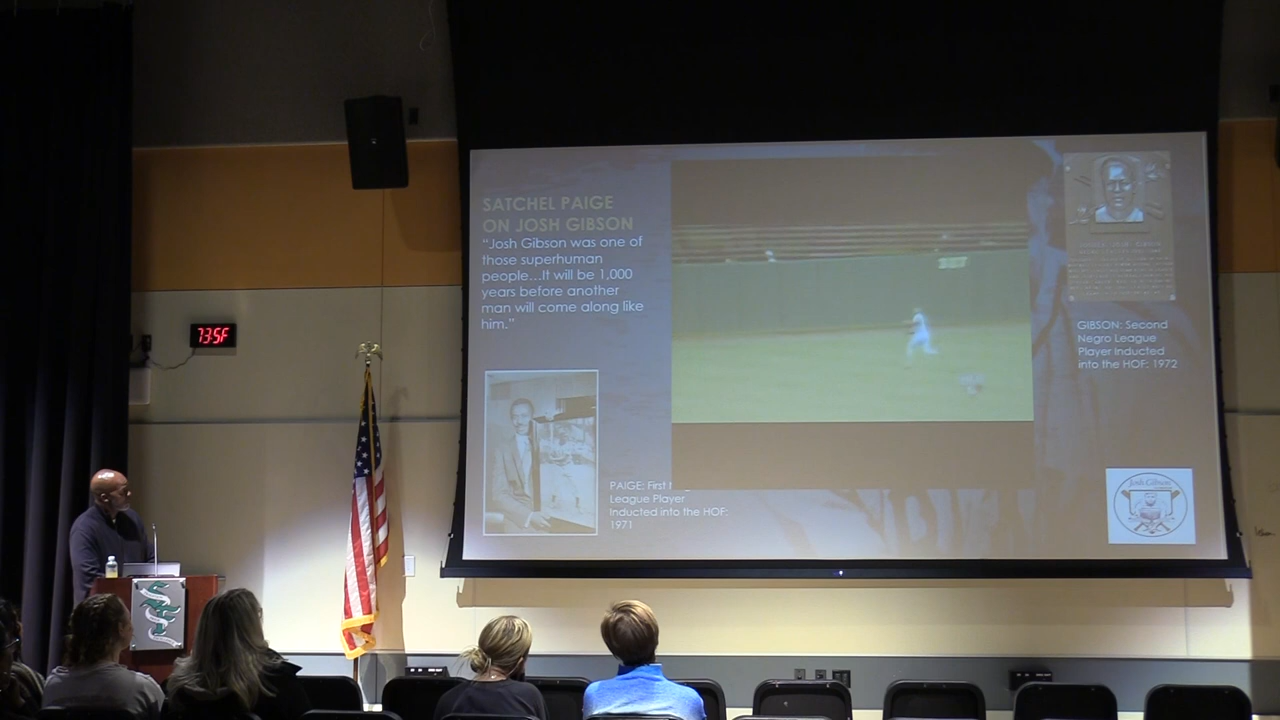 SATCHEL PAIGE
ON JOSH GIBSON
“Josh Gibson was one of
those superhuman
people...It will be 1,000
years before another
man will come along like
him.”
PAIGE: First
League Player
Inducted into the HOF:
1971
GIBSON: Second
Negro League
Player Inducted
into the HOF: 1972
Josh Gibson
73.5F